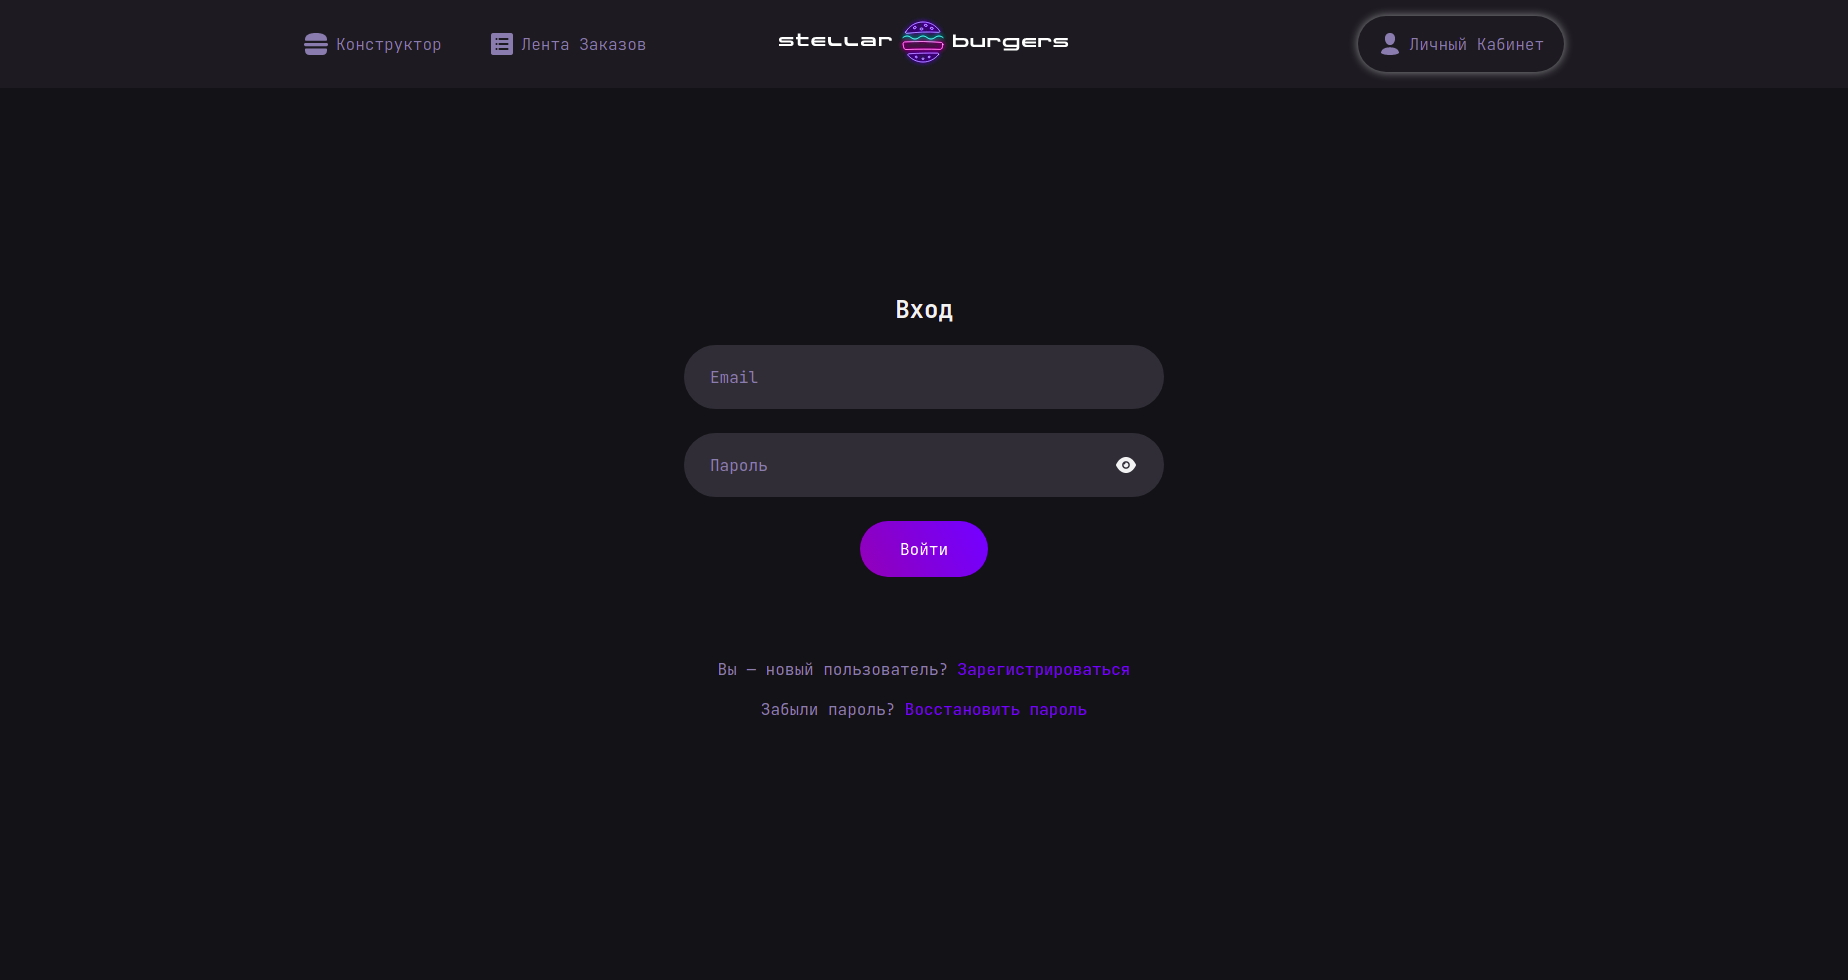 Конструктор
Лента Заказов
stellar burgers
Личный Кабинет
Вход
Email
Пароль
Войти
Вы — новый пользователь? Зарегистрироваться
Забыли пароль? Восстановить пароль